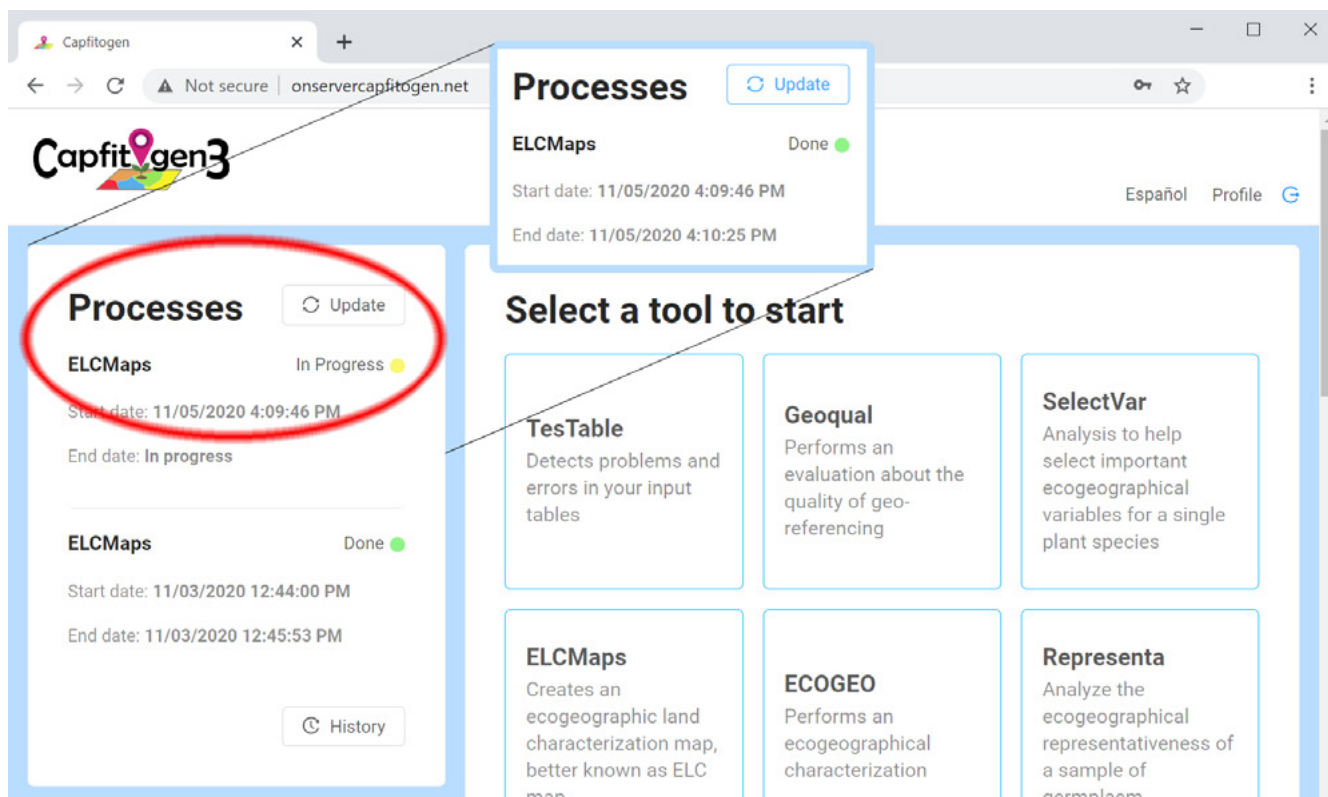 Capfitogen
Not secure | onservercapfitogen.net
Capfitogen3
Español Profile
Processes Update
ELCMaps Done
Start date: 11/05/2020 4:09:46 PM
End date: 11/05/2020 4:10:25 PM
Processes Update
ELCMaps In Progress
Start date: 11/05/2020 4:09:46 PM
End date: In progress
ELCMaps Done
Start date: 11/03/2020 12:44:00 PM
End date: 11/03/2020 12:45:53 PM
History
Select a tool to start
TesTable
Detects problems and
errors in your input
tables
Geoqual
Performs an
evaluation about the
quality of geo-
referencing
SelectVar
Analysis to help
select important
ecogeographical
variables for a single
plant species
ELCMaps
Creates an
ecogeographic land
characterization map,
better known as ELC
map
ECOGEO
Performs an
ecogeographical
characterization
Representa
Analyze the
ecogeographical
representativeness of
a sample of
germplasm